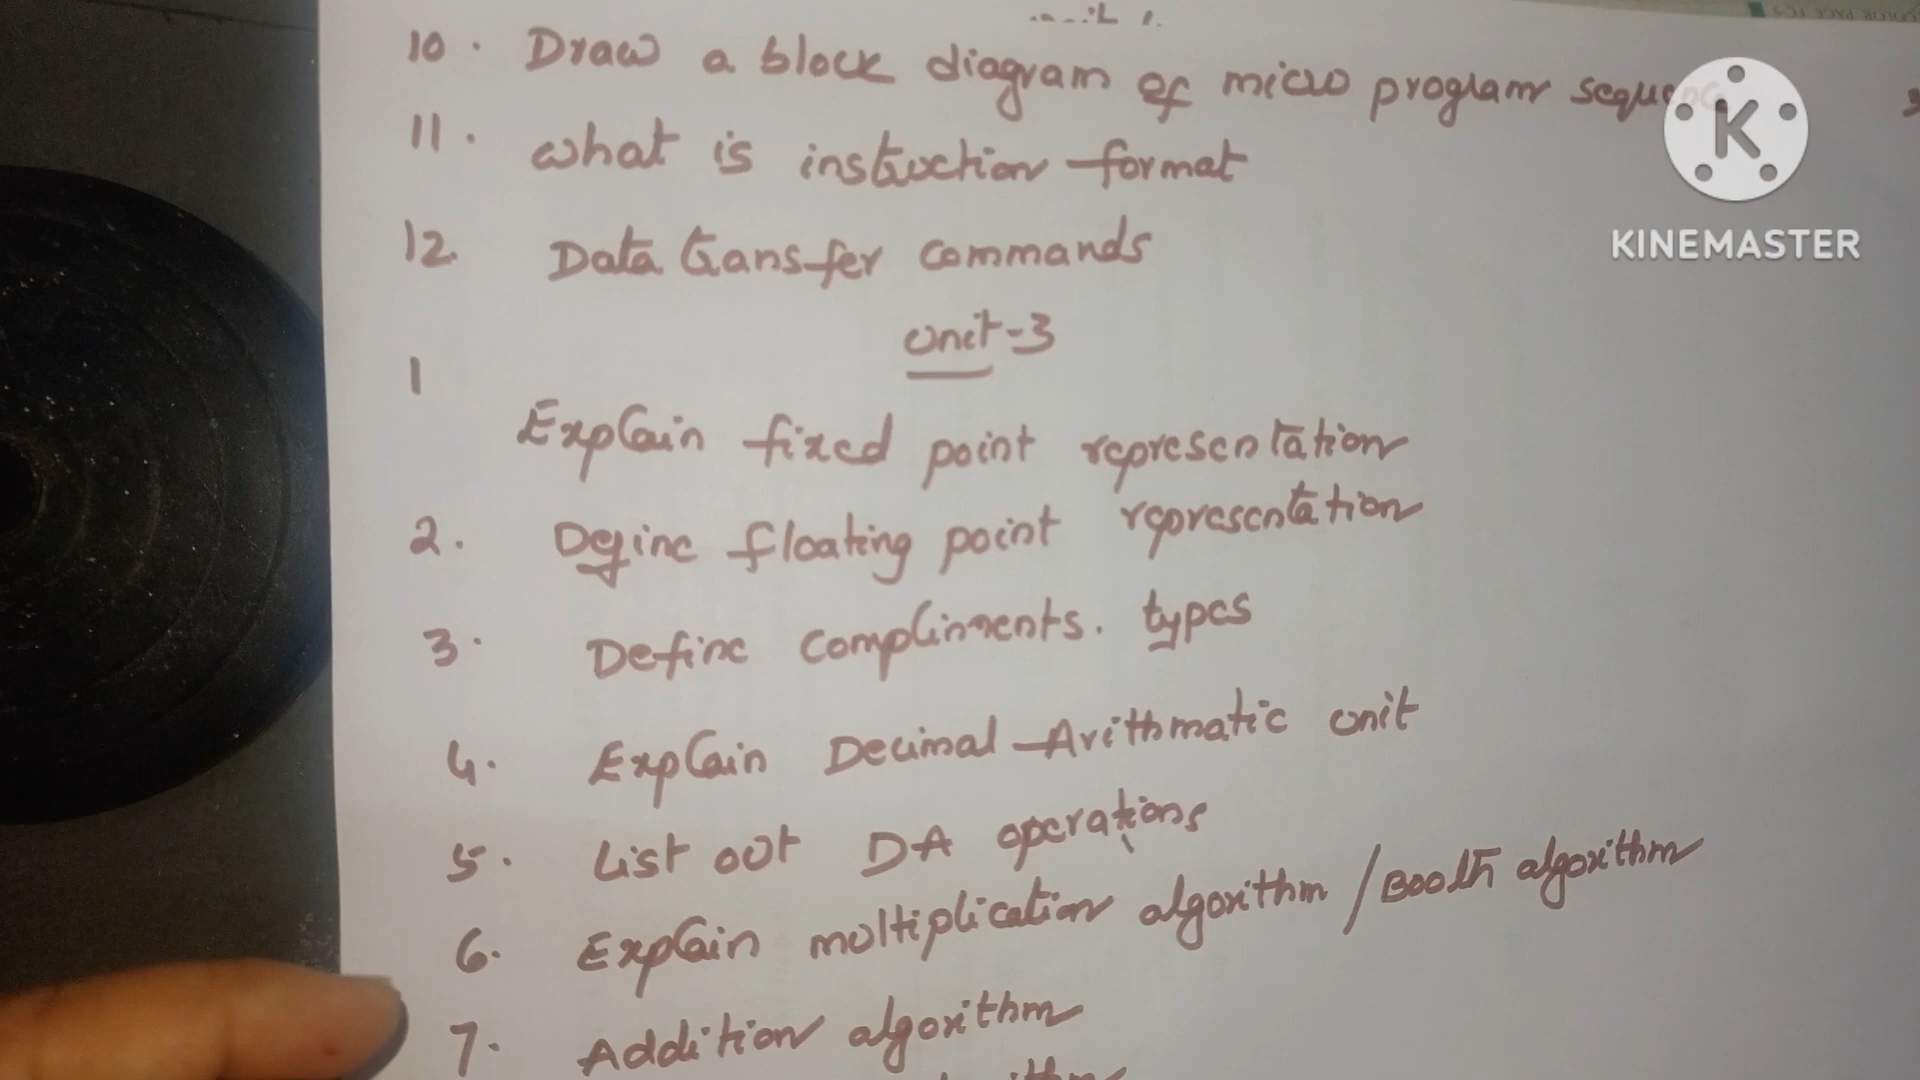 10. Draw a block diagram of micro program
11. what is instruction format
12. Data transfer commands
unit-3
1
Explain fixed point representation
2. Define floating point representation
3. Define compliments. types
4. Explain Decimal Arithmatic unit
5. List out DA operations
6. Explain multiplication algorithm / Booth algorithm
7. Addition algorithm
K
KINEMASTER